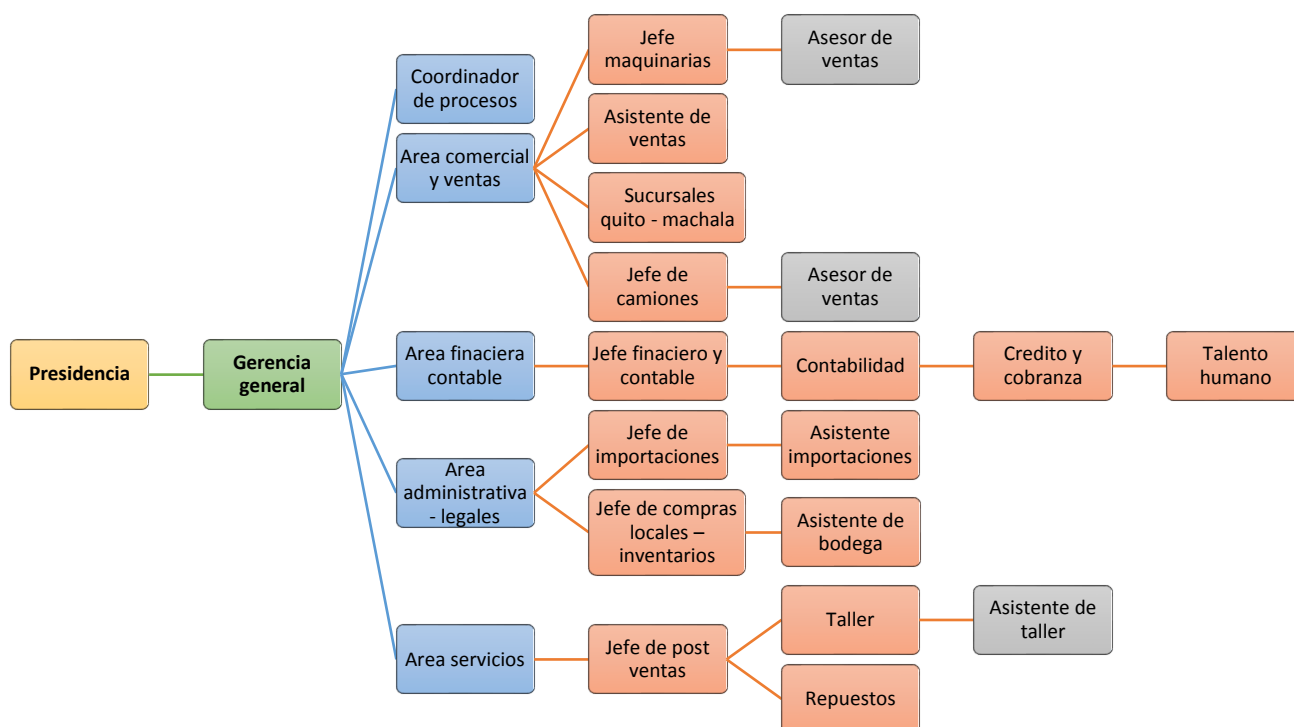 Jefe
maquinarias
Asesor de
ventas
Coordinador
de procesos
Asistente de
ventas
Area comercial
y ventas
Sucursales
quito - machala
Jefe de
camiones
Asesor de
ventas
Presidencia
Gerencia
general
Area finaciera
contable
Jefe finaciero y
contable
Contabilidad
Credito y
cobranza
Talento
humano
Jefe de
importaciones
Asistente
importaciones
Area
administrativa
- legales
Jefe de compras
locales –
inventarios
Asistente de
bodega
Area servicios
Jefe de post
ventas
Taller
Asistente de
taller
Repuestos